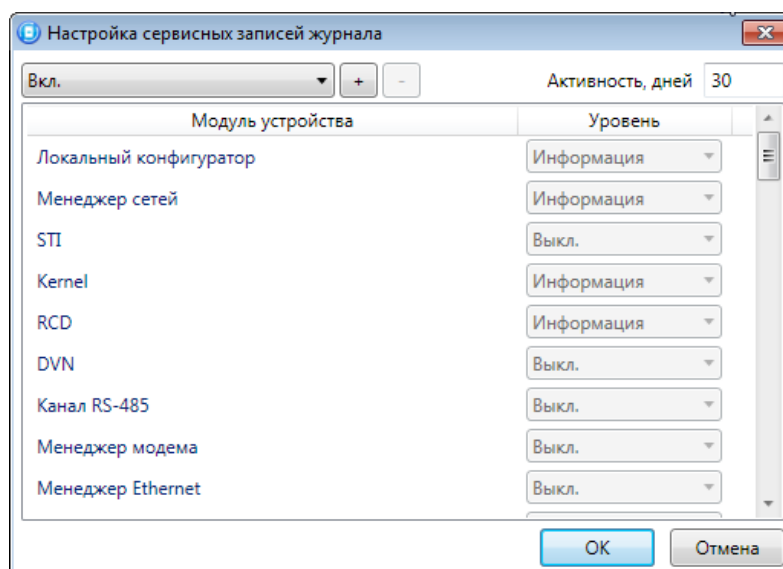 Настройка сервисных записей журнала
Вкл. + - Активность, дней 30
Модуль устройства Уровень
Локальный конфигуратор Информация
Менеджер сетей Информация
STI Выкл.
Kernel Информация
RCD Информация
DVN Выкл.
Канал RS-485 Выкл.
Менеджер модема Выкл.
Менеджер Ethernet Выкл.
OK Отмена